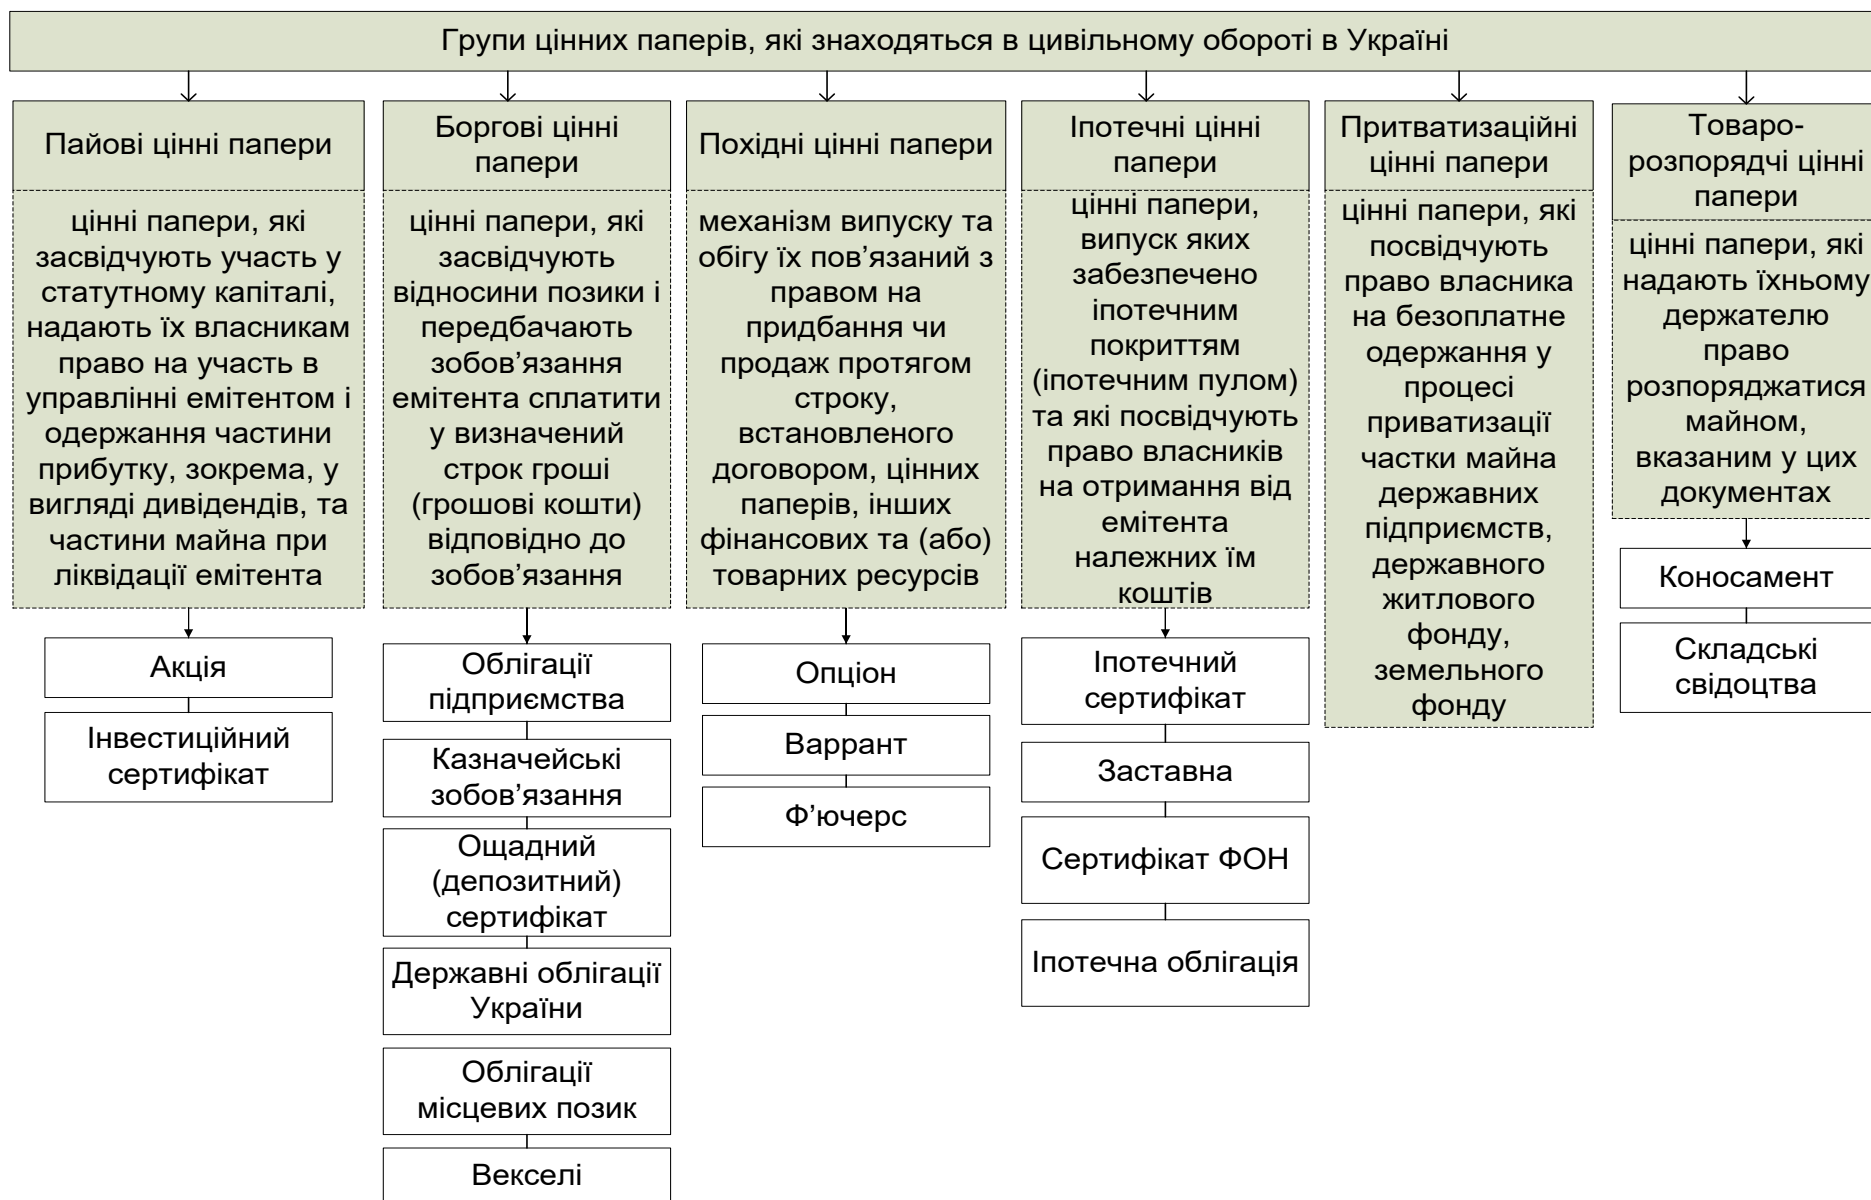 Групи цінних паперів, які знаходяться в цивільному обороті в Україні
Пайові цінні папери
цінні папери, які
засвідчують участь у
статутному капіталі,
надають їх власникам
право на участь в
управлінні емітентом і
одержання частини
прибутку, зокрема, у
вигляді дивідендів, та
частини майна при
ліквідації емітента
Акція
Інвестиційний
сертифікат
Боргові цінні
папери
цінні папери, які
засвідчують
відносини позики і
передбачають
зобов’язання
емітента сплатити
у визначений
строк гроші
(грошові кошти)
відповідно до
зобов’язання
Облігації
підприємства
Казначейські
зобов’язання
Ощадний
(депозитний)
сертифікат
Державні облігації
України
Облігації
місцевих позик
Векселі
Похідні цінні папери
механізм випуску та
обігу їх пов’язаний з
правом на
придбання чи
продаж протягом
строку,
встановленого
договором, цінних
паперів, інших
фінансових та (або)
товарних ресурсів
Опціон
Варрант
Ф’ючерс
Іпотечні цінні
папери
цінні папери,
випуск яких
забезпечено
іпотечним
покриттям
(іпотечним пулом)
та які посвідчують
право власників
на отримання від
емітента
належних їм
коштів
Іпотечний
сертифікат
Заставна
Сертифікат ФОН
Іпотечна облігація
Притватизаційні
цінні папери
цінні папери, які
посвідчують
право власника
на безоплатне
одержання у
процесі
приватизації
частки майна
державних
підприємств,
державного
житлового
фонду,
земельного
фонду
Товаро-
розпорядчі цінні
папери
цінні папери, які
надають їхньому
держателю
право
розпоряджатися
майном,
вказаним у цих
документах
Коносамент
Складські
свідоцтва